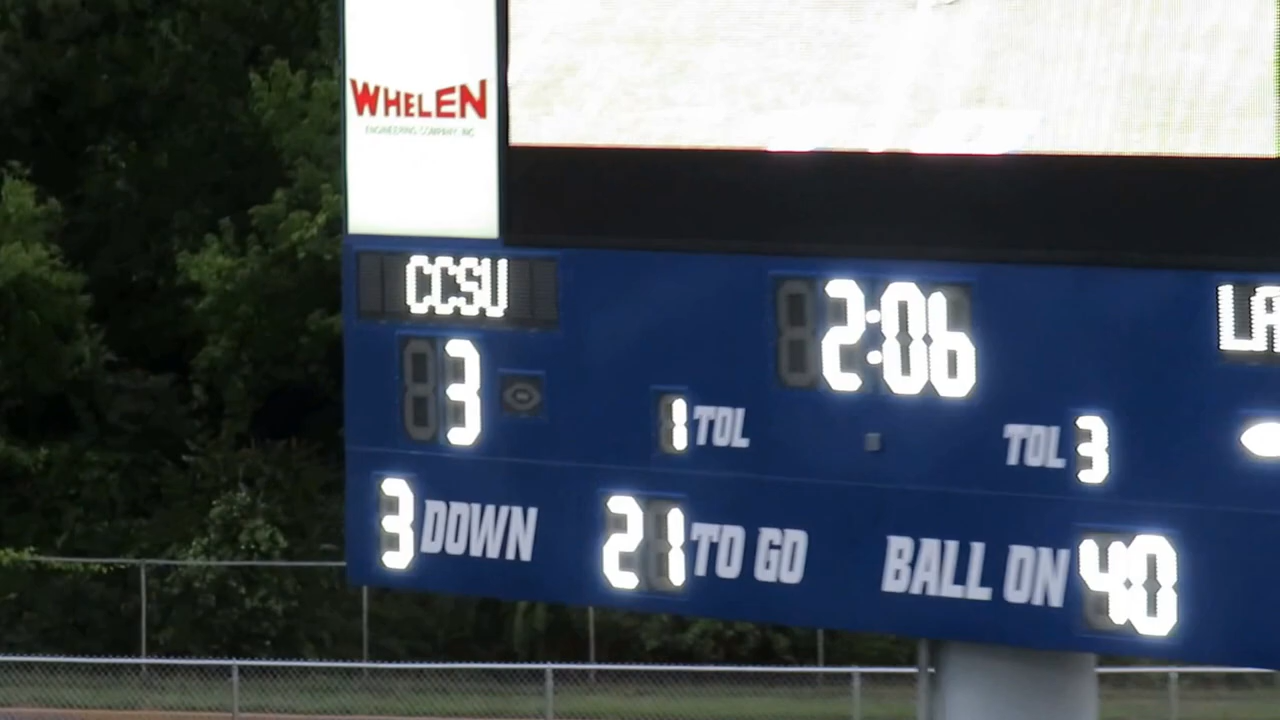 WHELEN
ENGINEERING COMPANY, INC
CCSU
2:06
LA
3
1 TOL
TOL 3
3 DOWN
21 TO GO
BALL ON 40